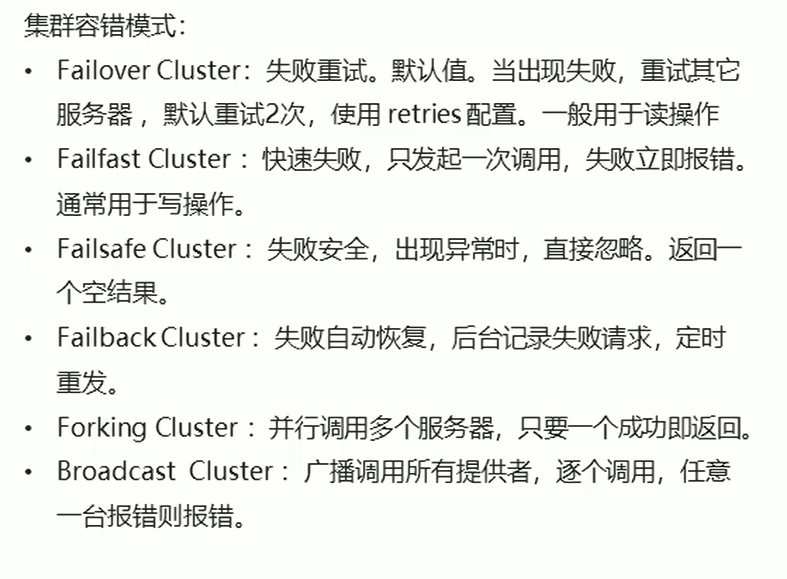 集群容错模式：
• Failover Cluster：失败重试。默认值。当出现失败，重试其它
服务器 ，默认重试2次，使用 retries 配置。一般用于读操作
• Failfast Cluster ：快速失败，只发起一次调用，失败立即报错。
通常用于写操作。
• Failsafe Cluster ：失败安全，出现异常时，直接忽略。返回一
个空结果。
• Failback Cluster ：失败自动恢复，后台记录失败请求，定时
重发。
• Forking Cluster ：并行调用多个服务器，只要一个成功即返回。
• Broadcast Cluster ：广播调用所有提供者，逐个调用，任意
一台报错则报错。